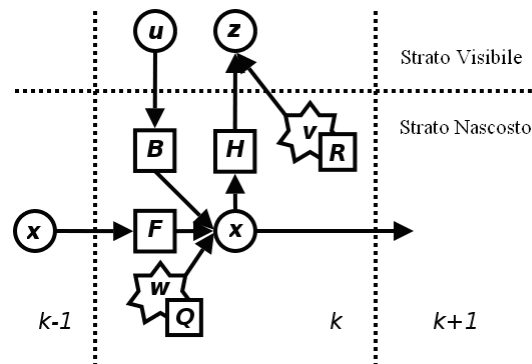 u
z
Strato Visibile
B
H
v
R
Strato Nascosto
x
F
x
w
Q
k-1
k
k+1